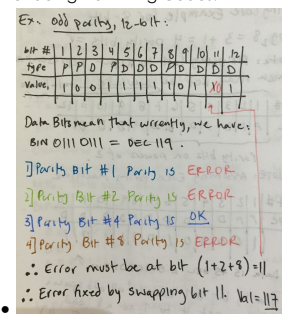 Ex. odd parity, 12-bit:
bit # 1 2 3 4 5 6 7 8 9 10 11 12
type P P D P D D D P D D D D
Value, 1 0 0 1 1 1 1 1 0 1 1 0 1
Data Bits mean that currently, we have:
BIN 0111 0111 = DEC 119.
1] Parity Bit #1 Parity is ERROR
2] Parity Bit #2 Parity is ERROR
3] Parity Bit #4 Parity is OK
4] Parity Bit #8 Parity is ERROR
∴ Error must be at bit (1+2+8)=11
∴ Error fixed by swapping bit 11. Val=117